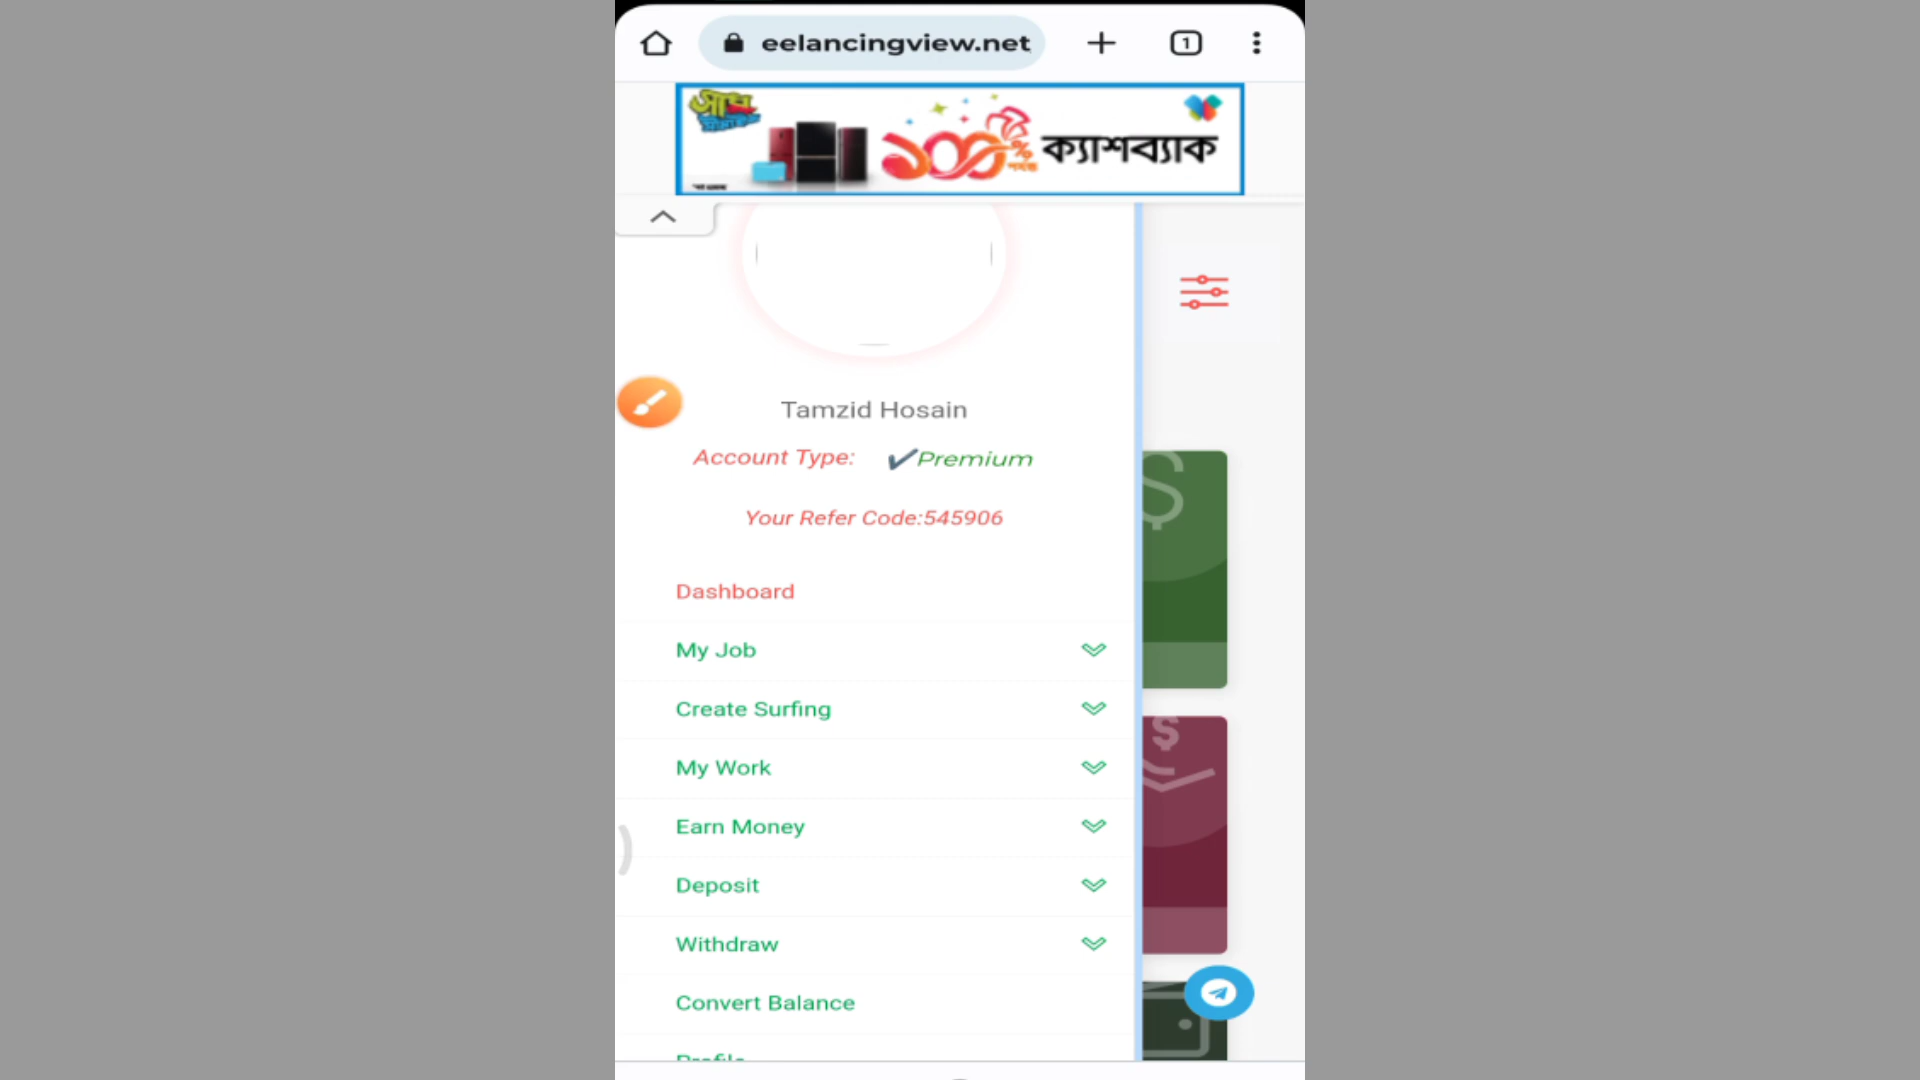 eelancingview.net
1
১০০%
ক্যাশব্যাক
Tamzid Hosain
Account Type: ✔Premium
Your Refer Code:545906
Dashboard
My Job
Create Surfing
My Work
Earn Money
Deposit
Withdraw
Convert Balance
Profile